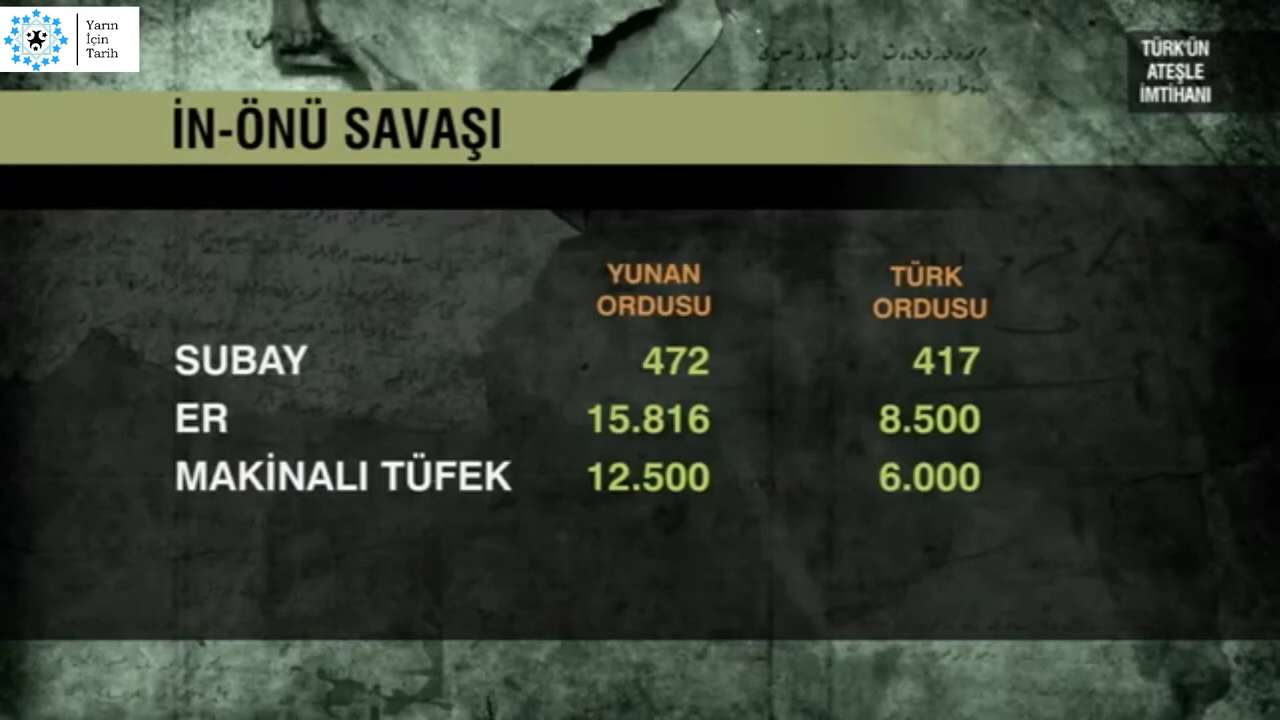 Yarın
İçin
Tarih
TÜRK'ÜN
ATEŞLE
İMTİHANI
İN-ÖNÜ SAVAŞI
YUNAN ORDUSU
TÜRK ORDUSU
SUBAY 472 417
ER 15.816 8.500
MAKİNALI TÜFEK 12.500 6.000